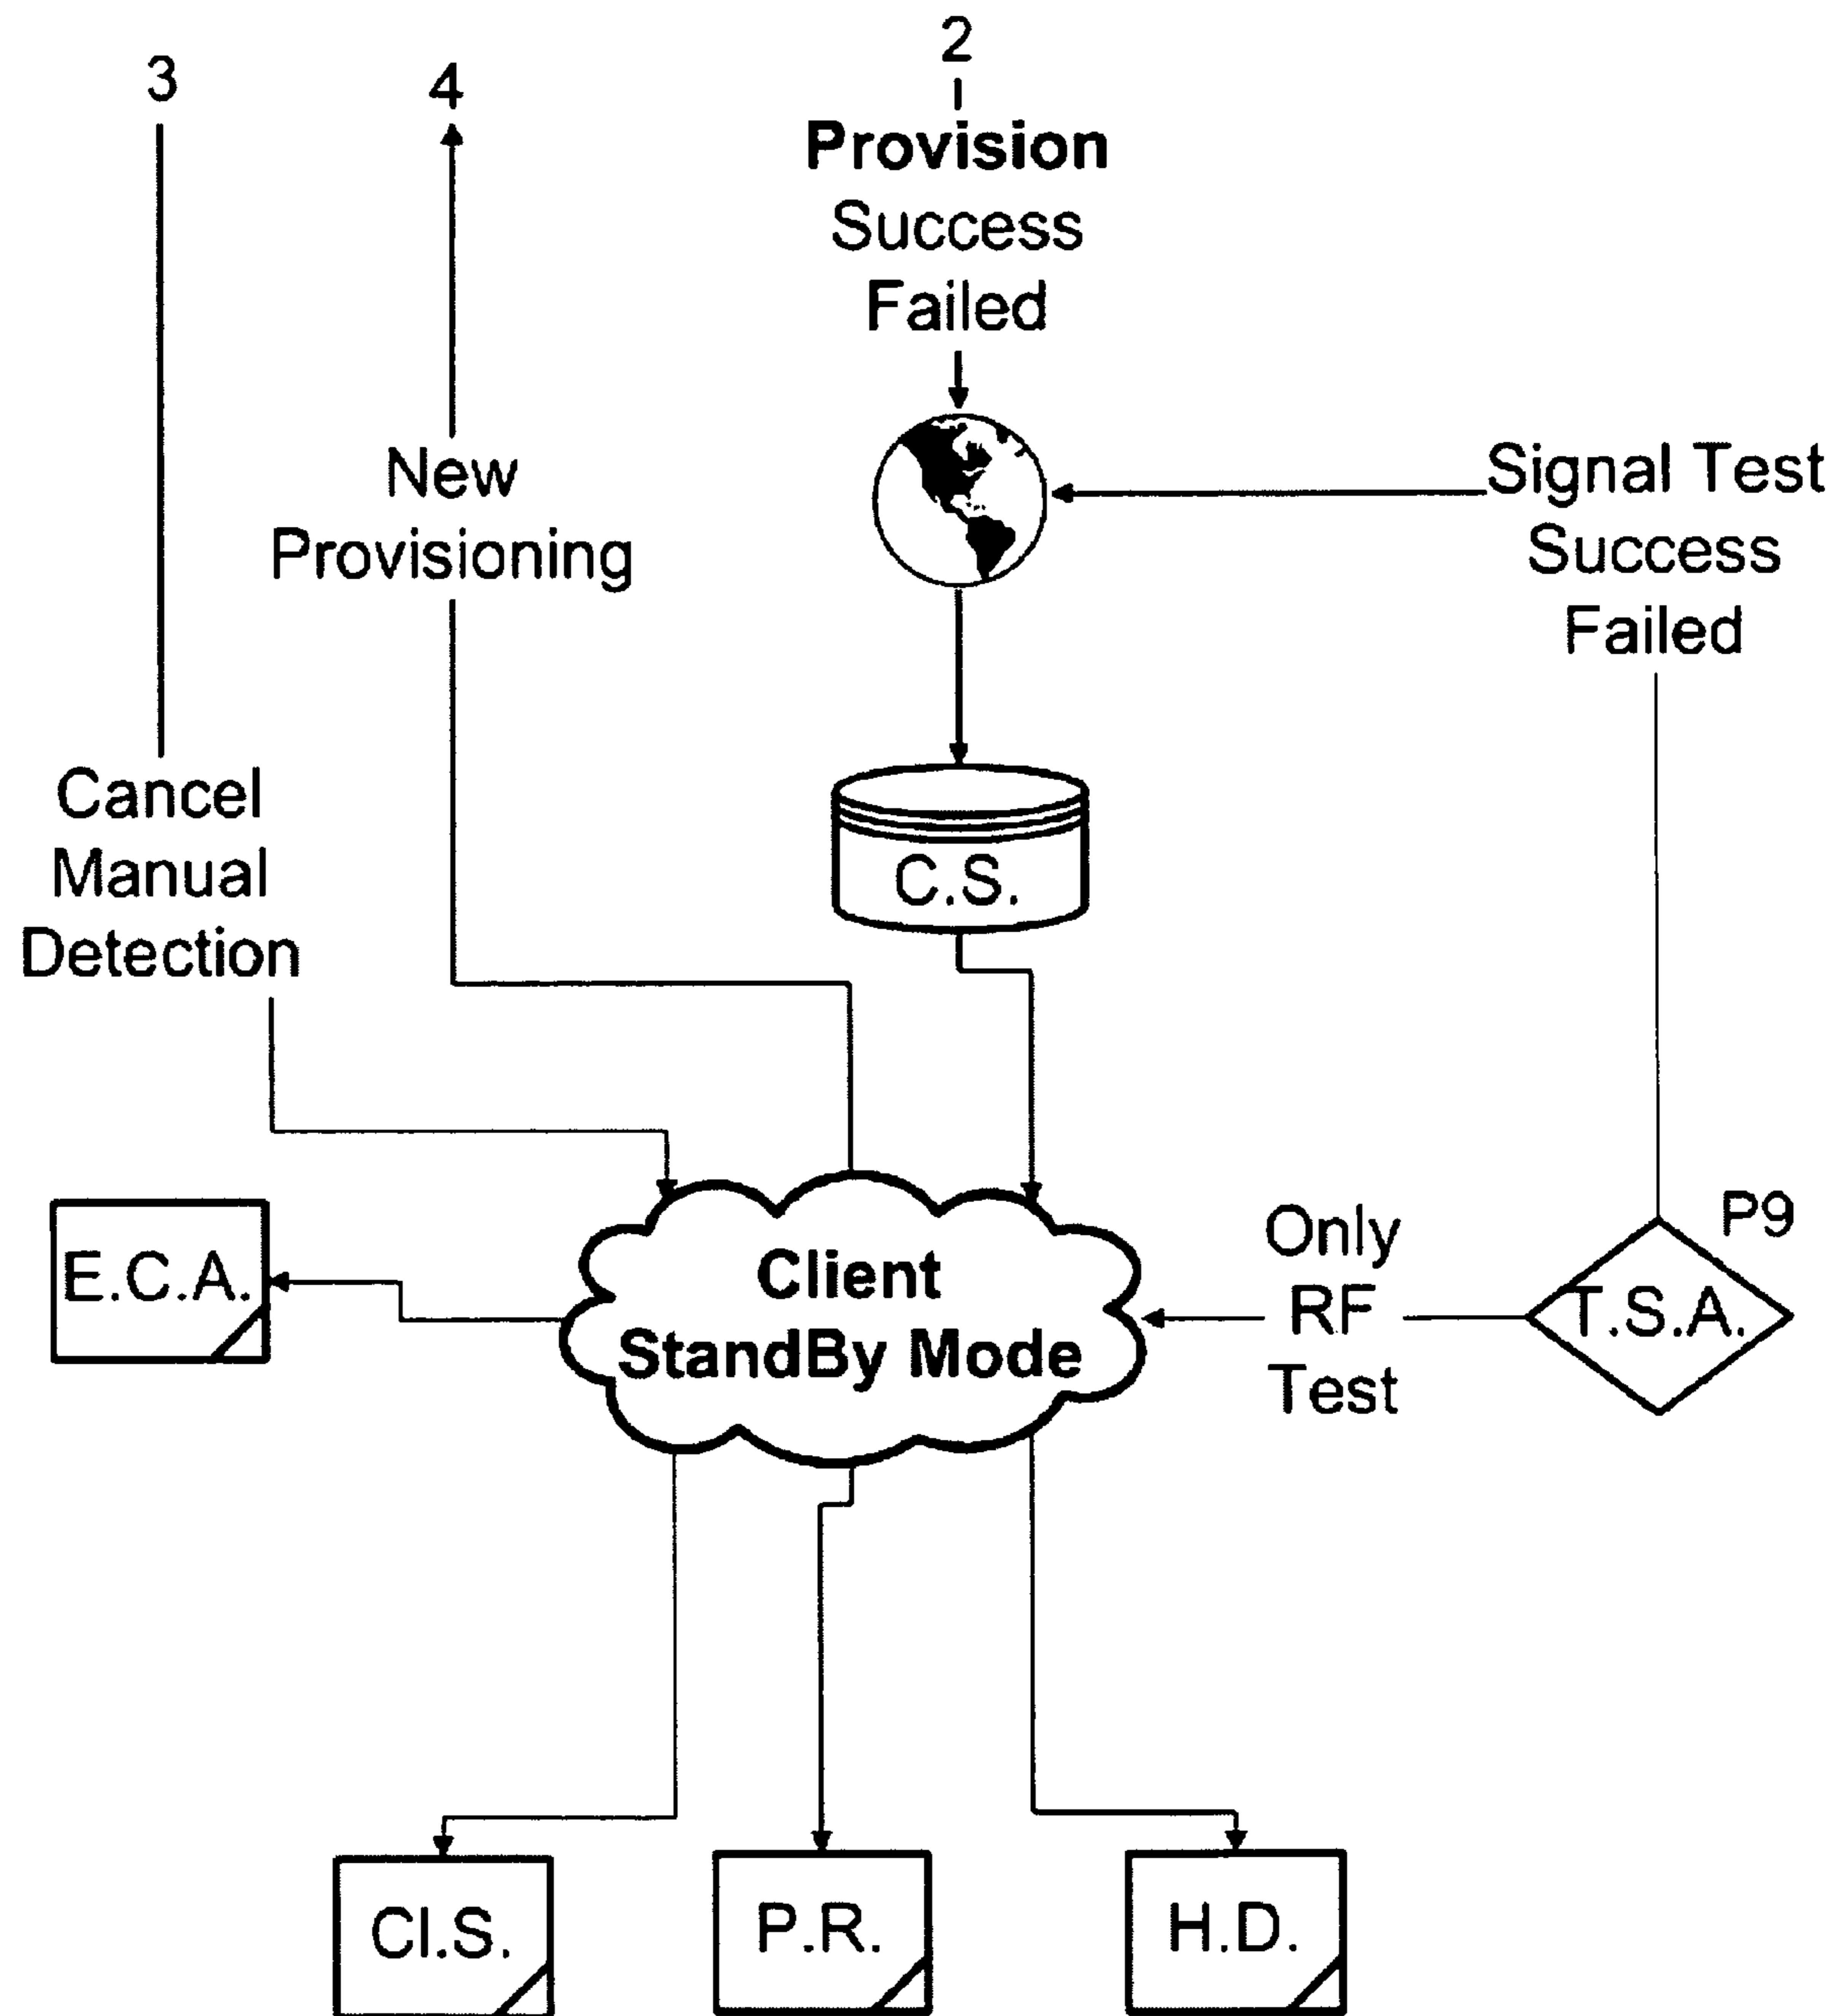 3
4
2
Provision
Success
Failed
New
Provisioning
Signal Test
Success
Failed
Cancel
Manual
Detection
C.S.
E.C.A.
Client
StandBy Mode
Only
RF
Test
P9
T.S.A.
Cl.S.
P.R.
H.D.